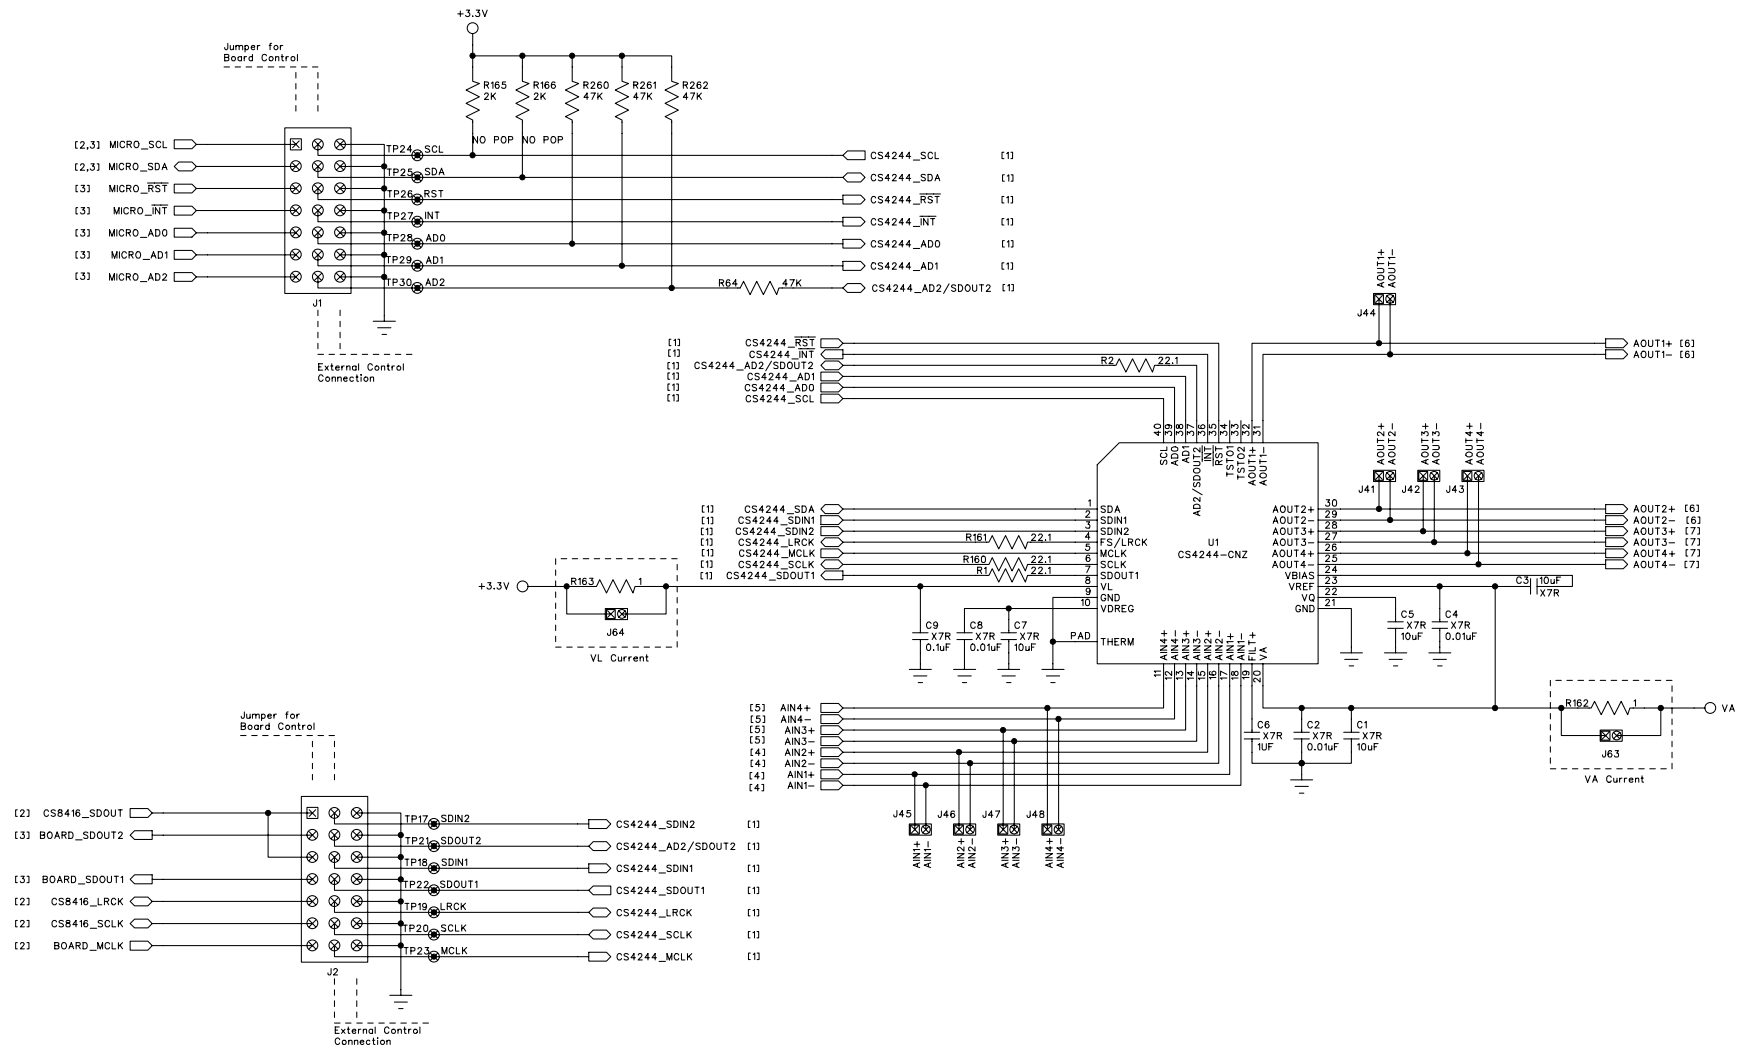 +3.3V
Jumper for
Board Control
R165
2K
R166
2K
R260
47K
R261
47K
R262
47K
NO POP
NO POP
[2,3] MICRO_SCL
[2,3] MICRO_SDA
[3] MICRO_RST
[3] MICRO_INT
[3] MICRO_AD0
[3] MICRO_AD1
[3] MICRO_AD2
TP24 SCL
TP25 SDA
TP26 RST
TP27 INT
TP28 AD0
TP29 AD1
TP30 AD2
R64 47K
CS4244_SCL [1]
CS4244_SDA [1]
CS4244_RST [1]
CS4244_INT [1]
CS4244_AD0 [1]
CS4244_AD1 [1]
CS4244_AD2/SDOUT2 [1]
J1
External Control
Connection
AOUT1+
AOUT1-
J44
[1] CS4244_RST
[1] CS4244_INT
[1] CS4244_AD2/SDOUT2
[1] CS4244_AD1
[1] CS4244_AD0
[1] CS4244_SCL
R2 22.1
AOUT1+ [6]
AOUT1- [6]
40 39 38 37 36 35 34 33 32 31
SCL
AD0
AD1
AD2/SDOUT2
INT
RST
TSTO1
TSTO2
AOUT1+
AOUT1-
AOUT2+
AOUT2-
AOUT3+
AOUT3-
AOUT4+
AOUT4-
J41
J42
J43
[1] CS4244_SDA
[1] CS4244_SDIN1
[1] CS4244_SDIN2
[1] CS4244_LRCK
[1] CS4244_MCLK
[1] CS4244_SCLK
[1] CS4244_SDOUT1
R161 22.1
R160 22.1
R1 22.1
1 SDA
2 SDIN1
3 SDIN2
4 FS/LRCK
5 MCLK
6 SCLK
7 SDOUT1
8 VL
9 GND
10 VDREG
PAD THERM
U1
CS4244-CNZ
AOUT2+ 30
AOUT2- 29
AOUT3+ 28
AOUT3- 27
AOUT4+ 26
AOUT4- 25
VBIAS 24
VREF 23
VQ 22
GND 21
AOUT2+ [6]
AOUT2- [6]
AOUT3+ [7]
AOUT3- [7]
AOUT4+ [7]
AOUT4- [7]
C3 10uF
X7R
+3.3V
R163 1
J64
VL Current
C9
X7R
0.1uF
C8
X7R
0.01uF
C7
X7R
10uF
C5
X7R
10uF
C4
X7R
0.01uF
AIN4+
AIN4-
AIN3+
AIN3-
AIN2+
AIN2-
AIN1+
AIN1-
FILT+
VA
11 12 13 14 15 16 17 18 19 20
[5] AIN4+
[5] AIN4-
[5] AIN3+
[5] AIN3-
[4] AIN2+
[4] AIN2-
[4] AIN1+
[4] AIN1-
C6
X7R
1UF
C2
X7R
0.01uF
C1
X7R
10uF
R162 1
VA
J63
VA Current
J45
J46
J47
J48
AIN1+
AIN1-
AIN2+
AIN2-
AIN3+
AIN3-
AIN4+
AIN4-
Jumper for
Board Control
[2] CS8416_SDOUT
[3] BOARD_SDOUT2
[3] BOARD_SDOUT1
[2] CS8416_LRCK
[2] CS8416_SCLK
[2] BOARD_MCLK
TP17 SDIN2
TP21 SDOUT2
TP18 SDIN1
TP22 SDOUT1
TP19 LRCK
TP20 SCLK
TP23 MCLK
CS4244_SDIN2 [1]
CS4244_AD2/SDOUT2 [1]
CS4244_SDIN1 [1]
CS4244_SDOUT1 [1]
CS4244_LRCK [1]
CS4244_SCLK [1]
CS4244_MCLK [1]
J2
External Control
Connection